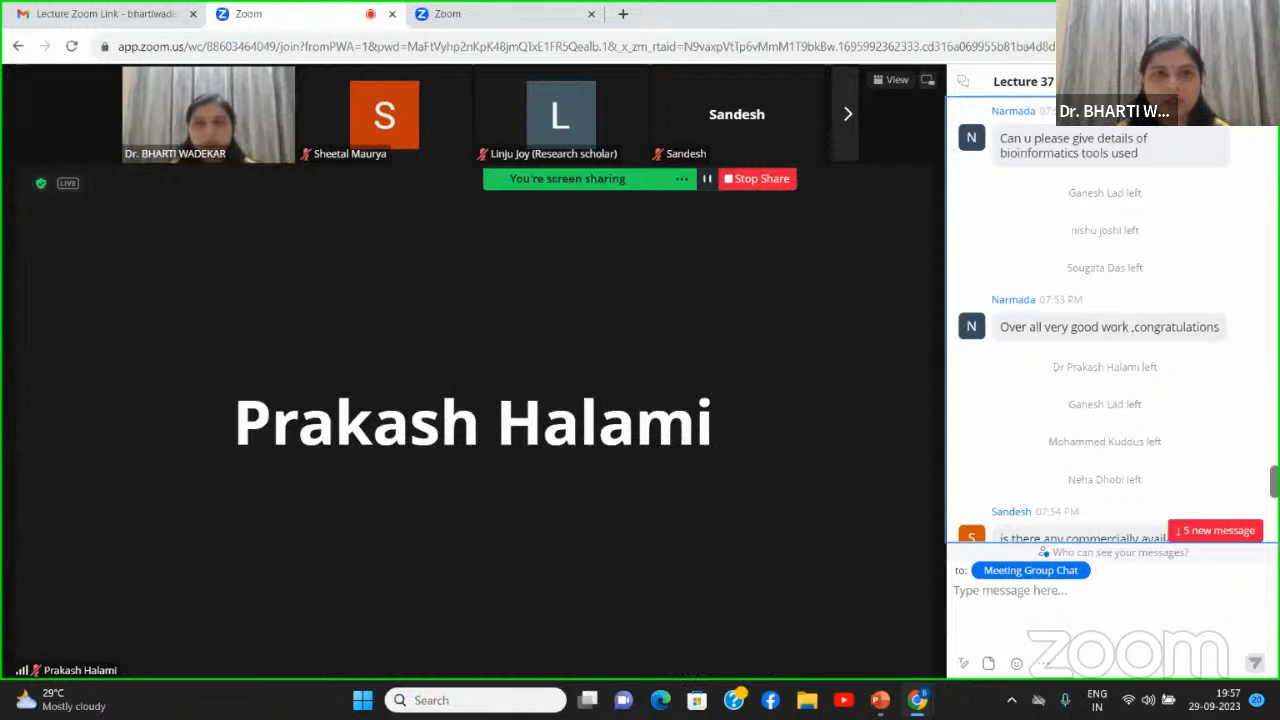 Lecture Zoom Link - bhartiwade
Zoom
Zoom
app.zoom.us/wc/88603464049/join?fromPWA=1&pwd=MaFtVyhp2nKpK48jmQTxE1FR5Qealb.1&_x_zm_rtaid=N9vaxpVtTp6vMmM1T9bkBw.1695992362333.cd316a069955b81ba4d8d
Dr. BHARTI W...
Dr. BHARTI WADEKAR
S
Sheetal Maurya
L
Linju Joy (Research scholar)
Sandesh
Sandesh
View
LIVE
You're screen sharing
Stop Share
Prakash Halami
Prakash Halami
Lecture 37
Narmada
N
Can u please give details of
bioinformatics tools used
Ganesh Lad left
nishu joshi left
Sougata Das left
Narmada 07:53 PM
N
Over all very good work ,congratulations
Dr Prakash Halami left
Ganesh Lad left
Mohammed Kuddus left
Neha Dhobi left
Sandesh 07:54 PM
S
is there any commercially
5 new message
Who can see your messages?
to: Meeting Group Chat
Type message here...
zoom
29°C
Mostly cloudy
Search
ENG
IN
19:57
29-09-2023
20